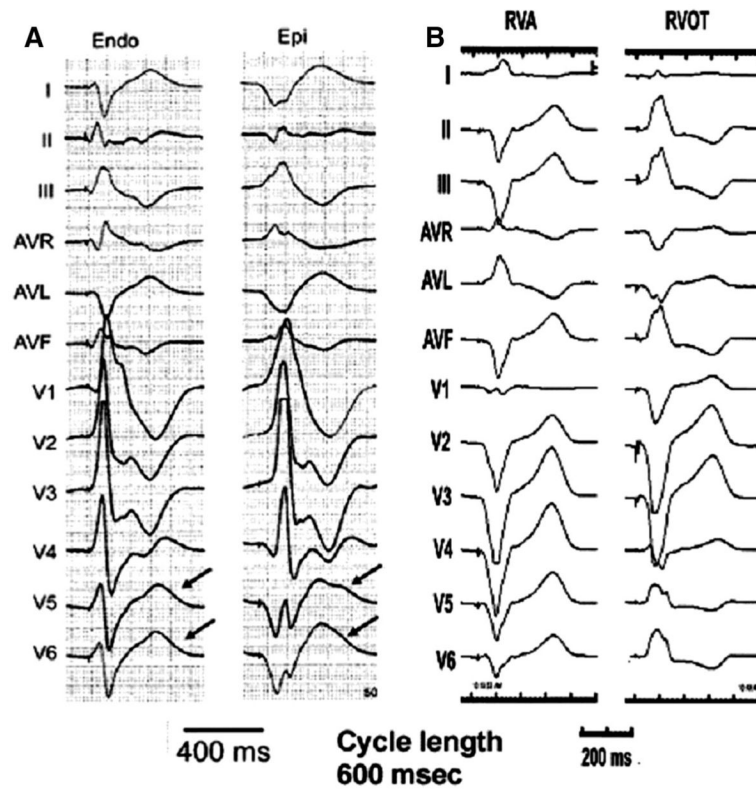 A
Endo
Epi
I
II
III
AVR
AVL
AVF
V1
V2
V3
V4
V5
V6
50
400 ms
Cycle length
600 msec
B
RVA
RVOT
I
II
III
AVR
AVL
AVF
V1
V2
V3
V4
V5
V6
200 ms